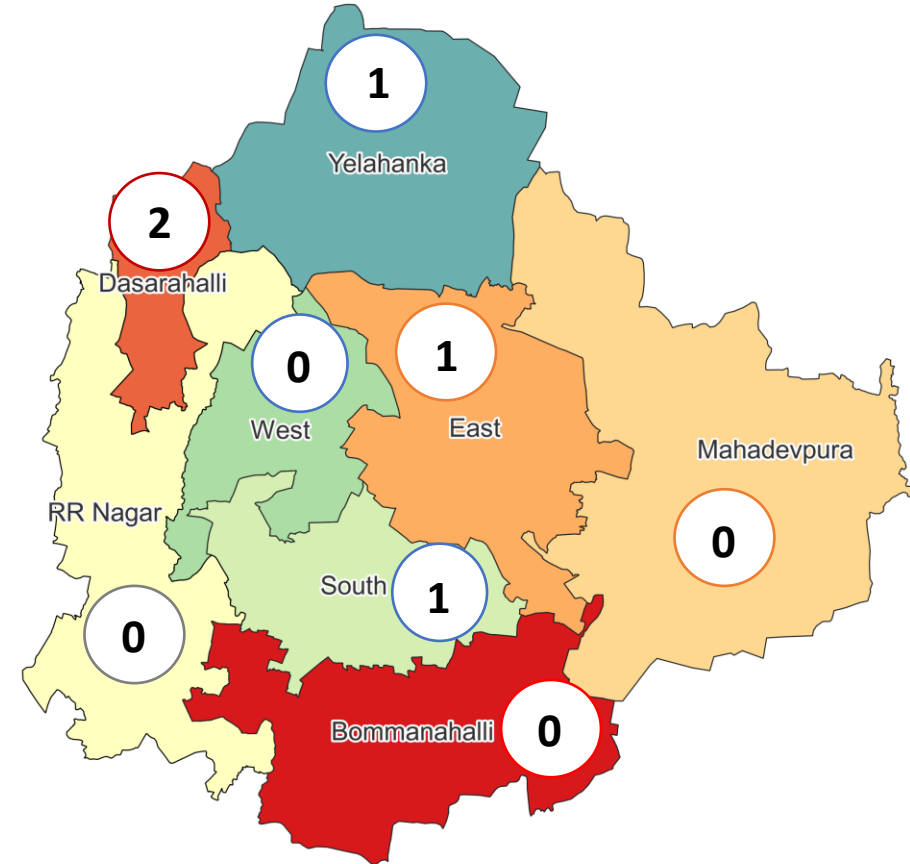 1
Yelahanka
2
Dasarahalli
0
West
1
East
Mahadevpura
0
RR Nagar
South
1
0
Bommanahalli
0